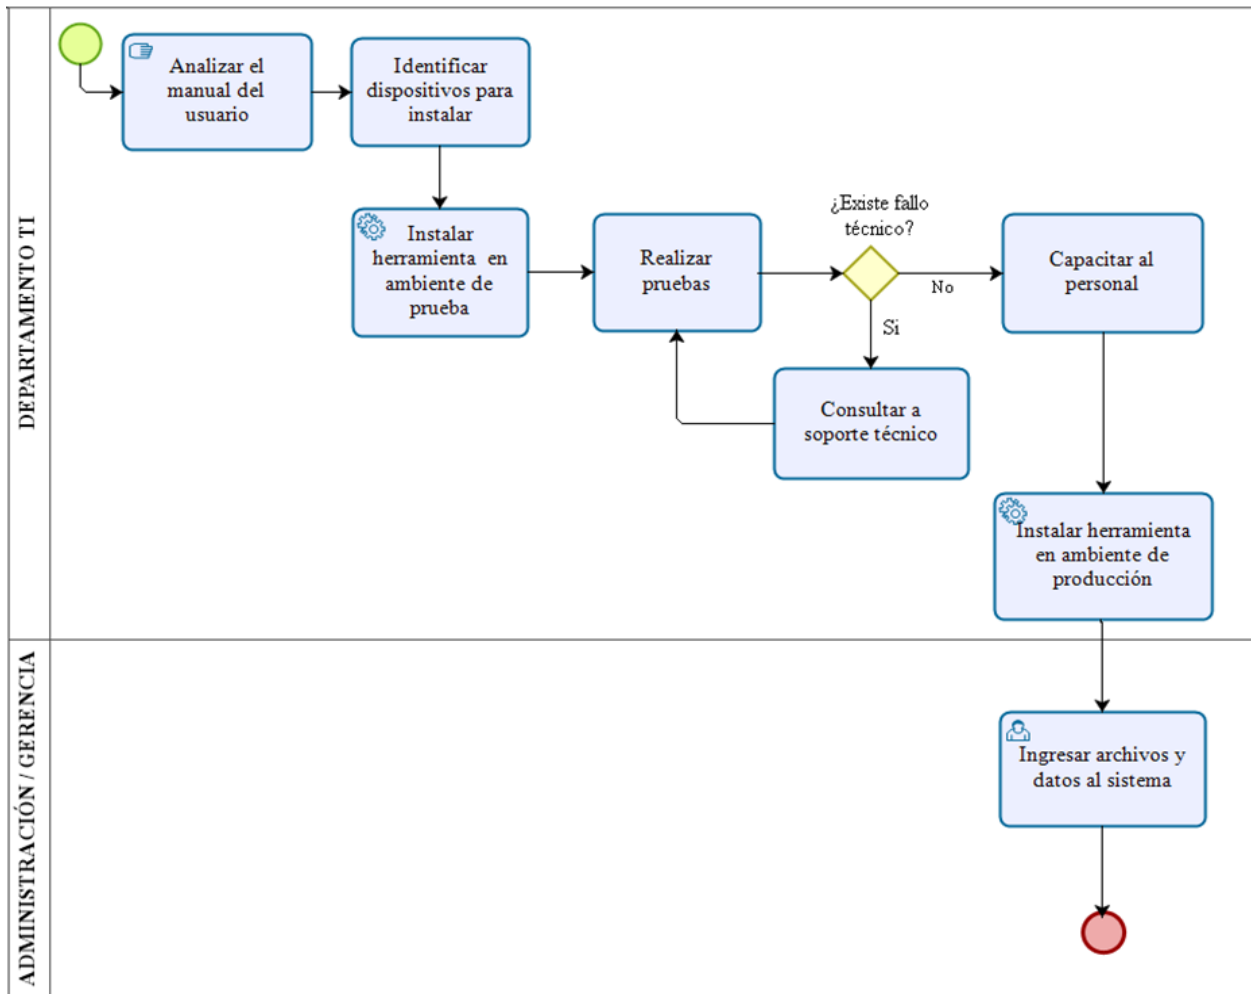 DEPARTAMENTO TI
Analizar el
manual del
usuario
Identificar
dispositivos para
instalar
Instalar
herramienta en
ambiente de
prueba
Realizar
pruebas
¿Existe fallo
técnico?
No
Si
Capacitar al
personal
Consultar a
soporte técnico
Instalar herramienta
en ambiente de
producción
ADMINISTRACIÓN / GERENCIA
Ingresar archivos y
datos al sistema